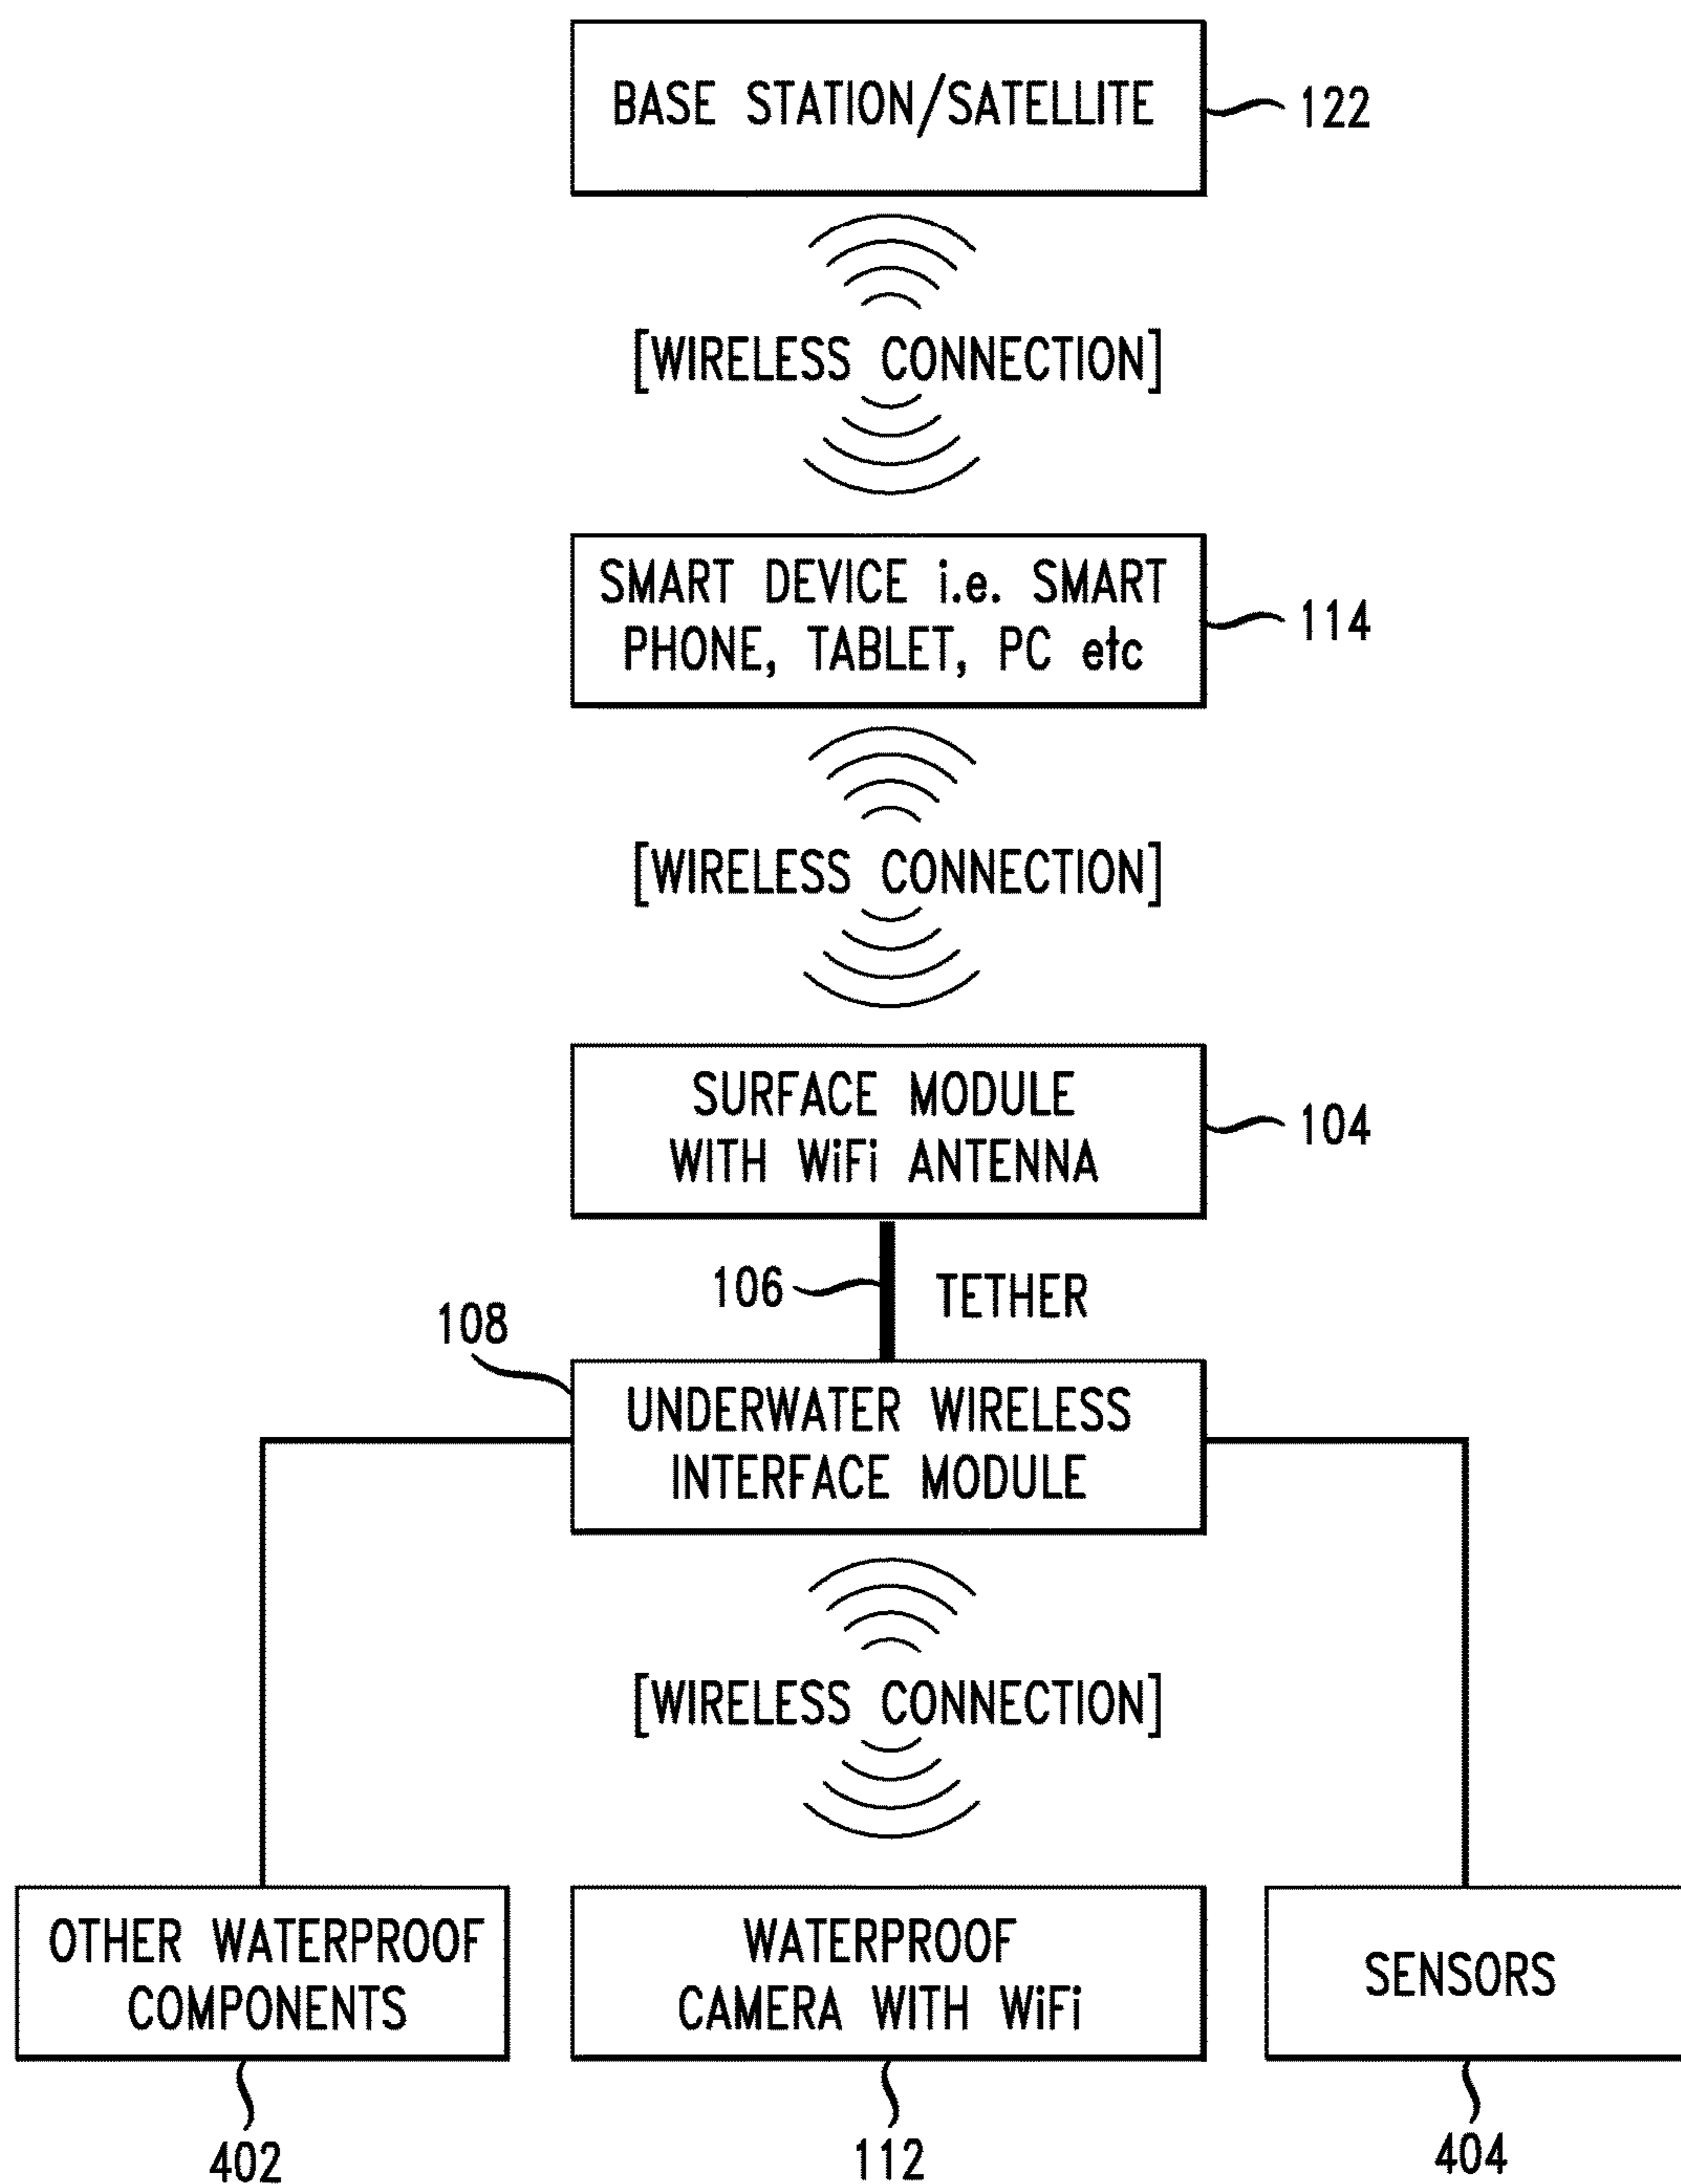 BASE STATION/SATELLITE
122
[WIRELESS CONNECTION]
SMART DEVICE i.e. SMART
PHONE, TABLET, PC etc
114
[WIRELESS CONNECTION]
SURFACE MODULE
WITH WiFi ANTENNA
104
106
TETHER
108
UNDERWATER WIRELESS
INTERFACE MODULE
[WIRELESS CONNECTION]
OTHER WATERPROOF
COMPONENTS
402
WATERPROOF
CAMERA WITH WiFi
112
SENSORS
404